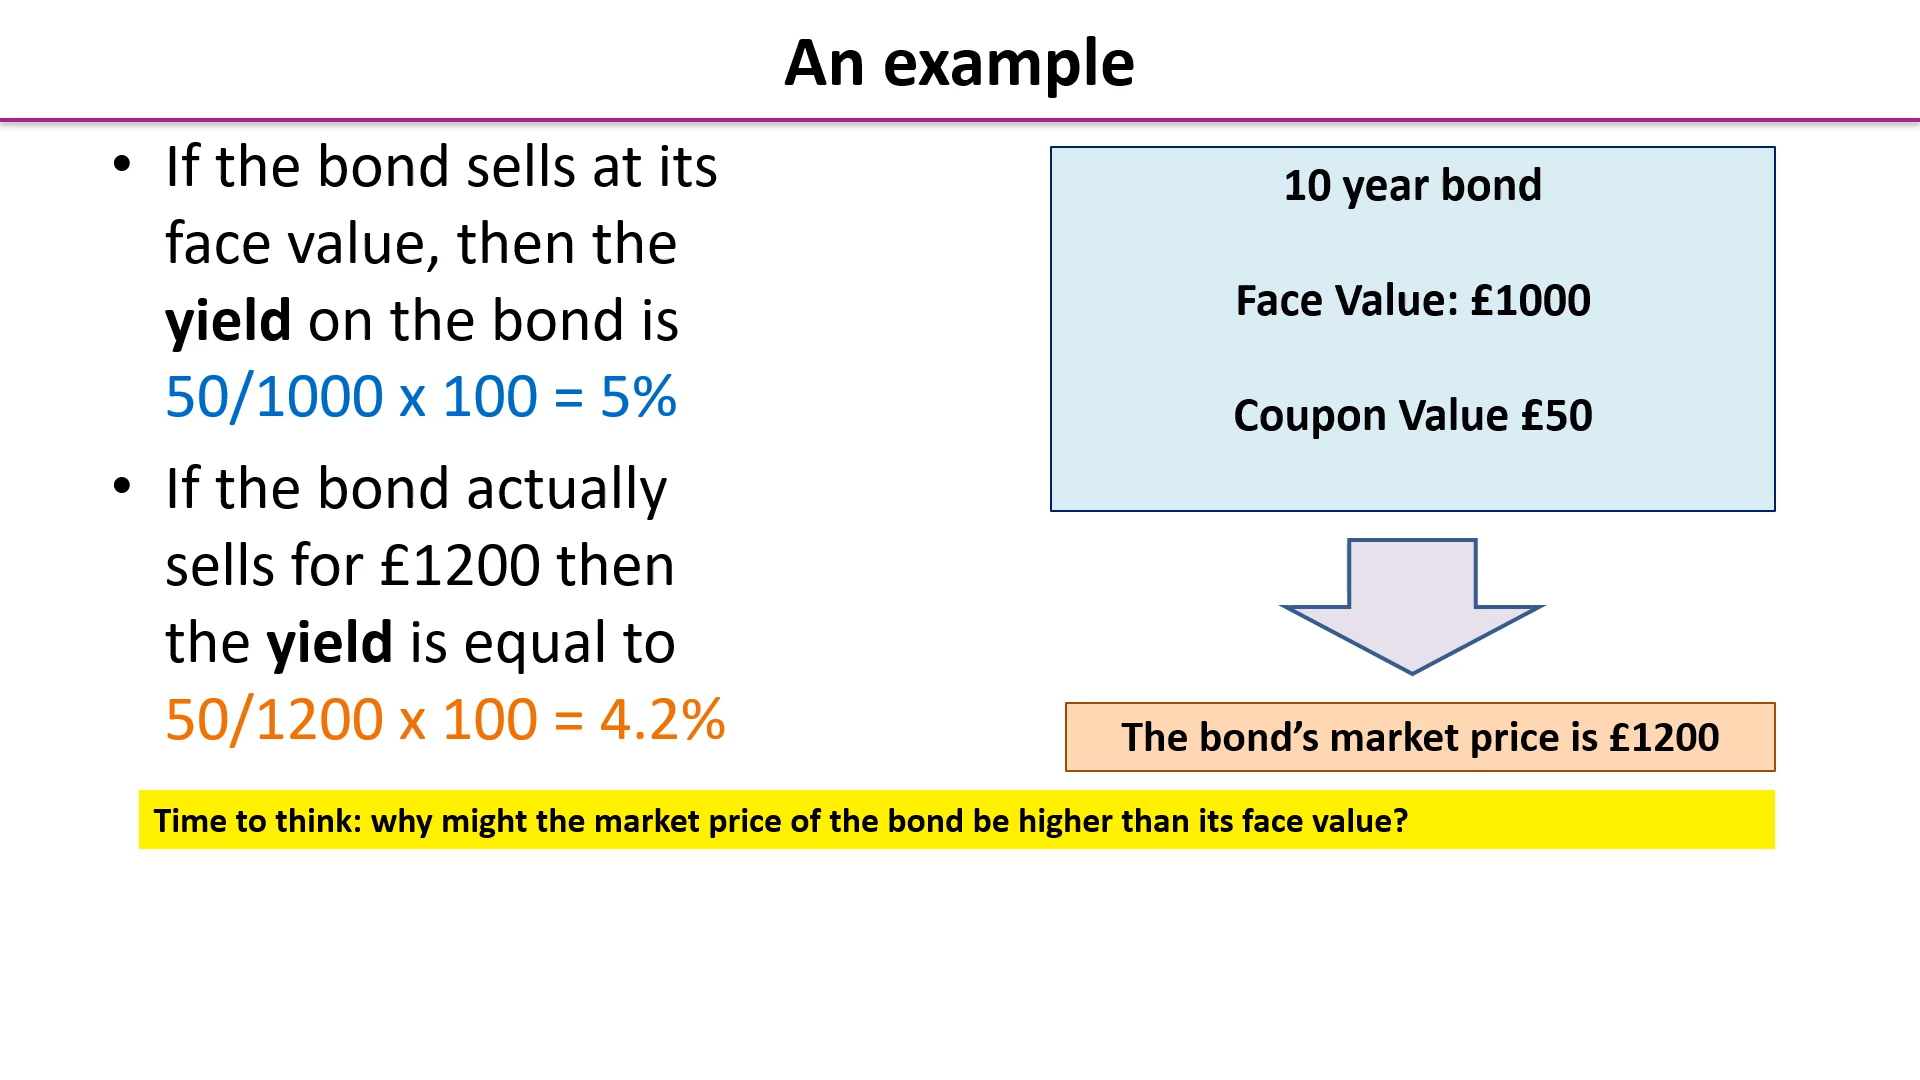 An example
• If the bond sells at its
face value, then the
yield on the bond is
50/1000 x 100 = 5%
• If the bond actually
sells for £1200 then
the yield is equal to
50/1200 x 100 = 4.2%
10 year bond
Face Value: £1000
Coupon Value £50
The bond’s market price is £1200
Time to think: why might the market price of the bond be higher than its face value?